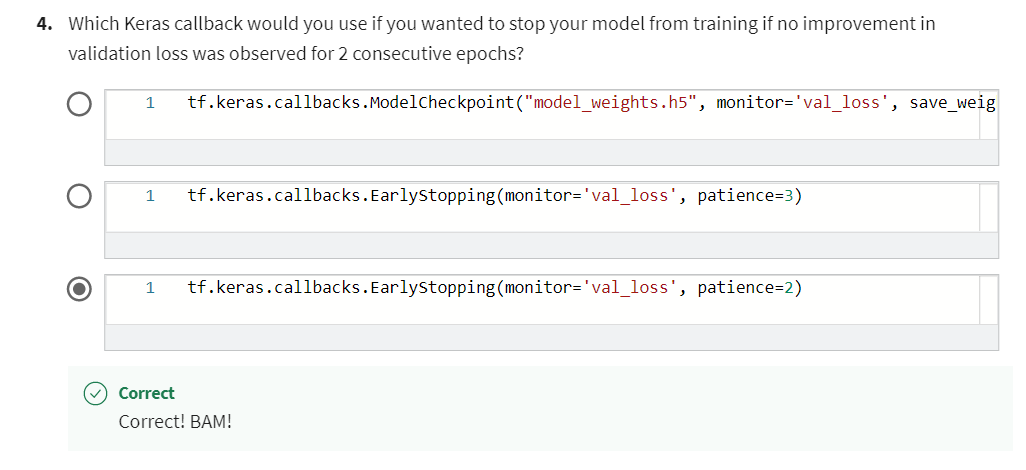 4. Which Keras callback would you use if you wanted to stop your model from training if no improvement in
validation loss was observed for 2 consecutive epochs?
1 tf.keras.callbacks.ModelCheckpoint("model_weights.h5", monitor='val_loss', save_weig
1 tf.keras.callbacks.EarlyStopping(monitor='val_loss', patience=3)
1 tf.keras.callbacks.EarlyStopping(monitor='val_loss', patience=2)
Correct
Correct! BAM!